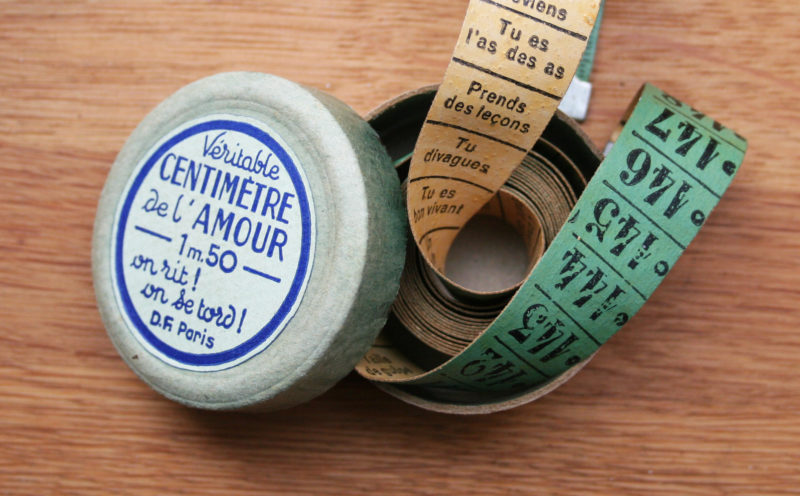 Véritable
CENTIMÈTRE
de l'AMOUR
1m.50
on rit!
on se tord!
D.F. Paris
Tu es
l'as des as
Prends
des leçons
Tu
divagues
Tu es
bon vivant
147
146
145
144
143
142